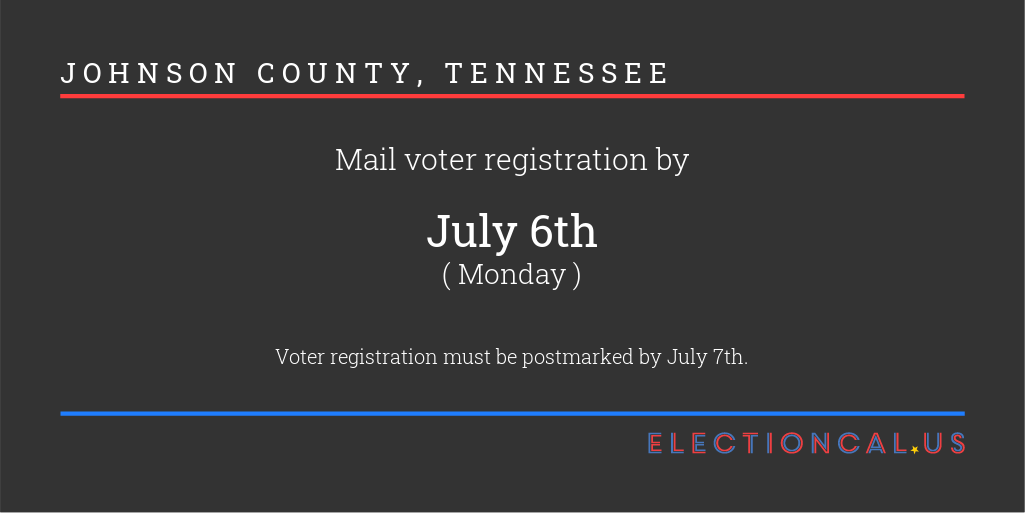 JOHNSON COUNTY, TENNESSEE
Mail voter registration by
July 6th
( Monday )
Voter registration must be postmarked by July 7th.
ELECTIONCAL.US